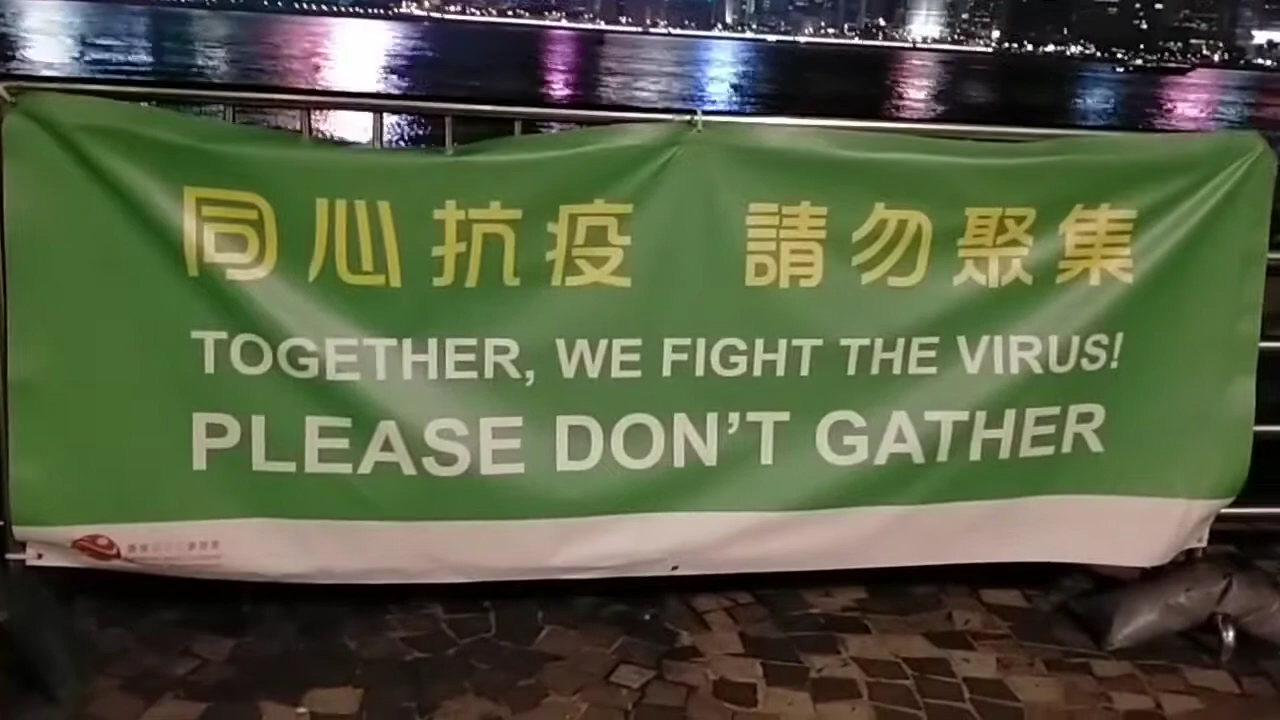 同心抗疫 請勿聚集
TOGETHER, WE FIGHT THE VIRUS!
PLEASE DON'T GATHER